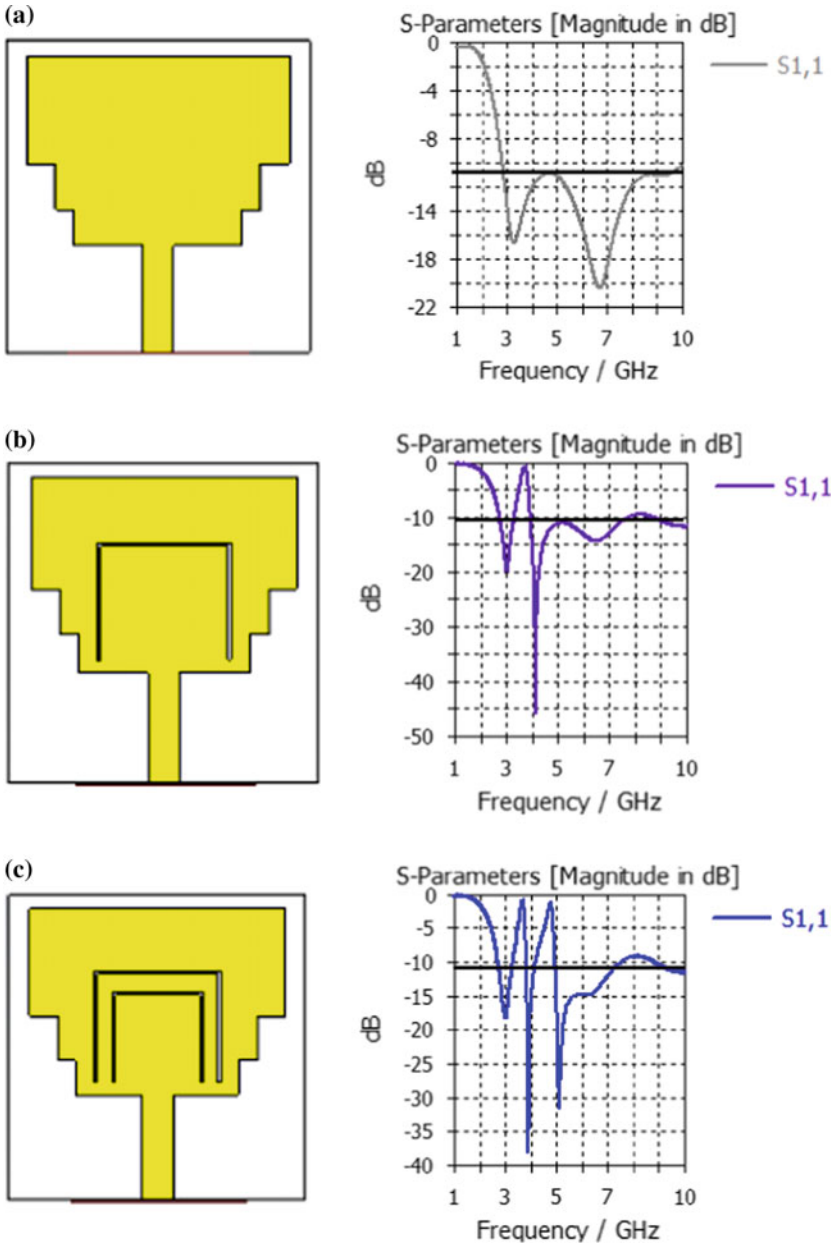 (a)
S-Parameters [Magnitude in dB]
S1,1
0
-4
-8
-14
-18
-22
dB
1 3 5 7 10
Frequency / GHz
(b)
S-Parameters [Magnitude in dB]
S1,1
0
-10
-20
-30
-40
-50
dB
1 3 5 7 10
Frequency / GHz
(c)
S-Parameters [Magnitude in dB]
S1,1
0
-5
-10
-15
-20
-25
-30
-35
-40
dB
1 3 5 7 10
Frequency / GHz